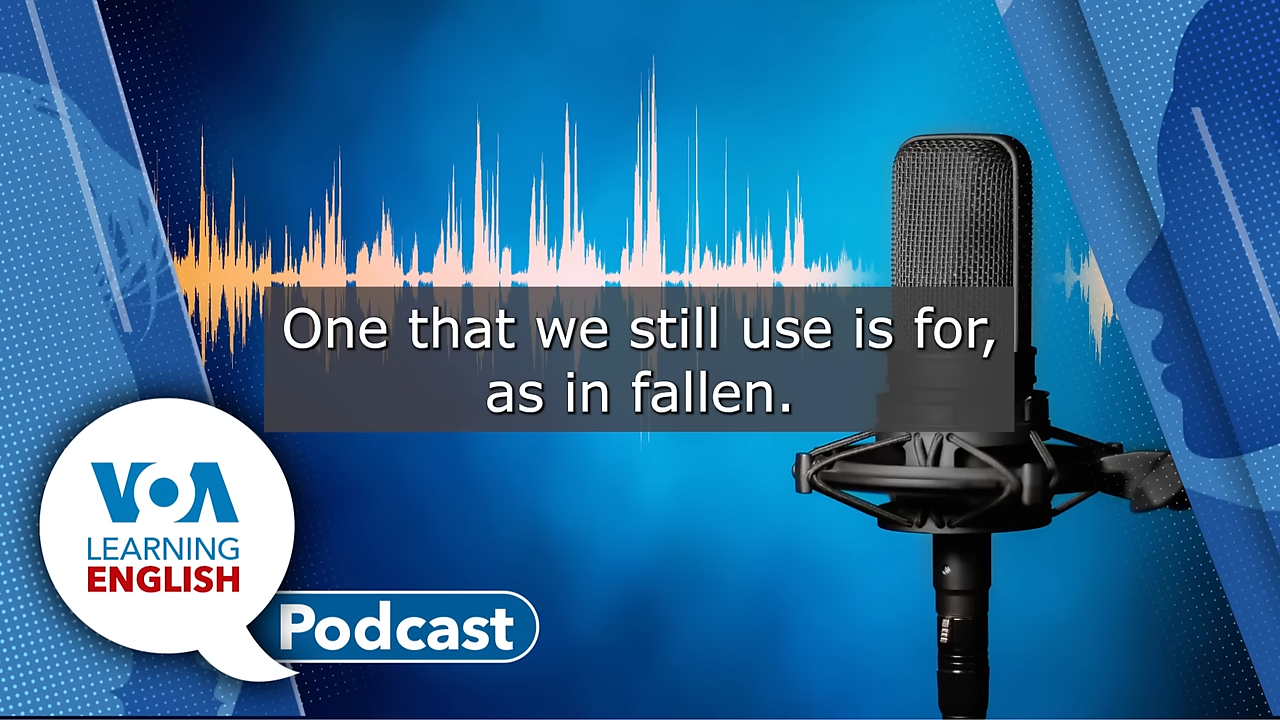 One that we still use is for,
as in fallen.
VOA
LEARNING
ENGLISH
Podcast